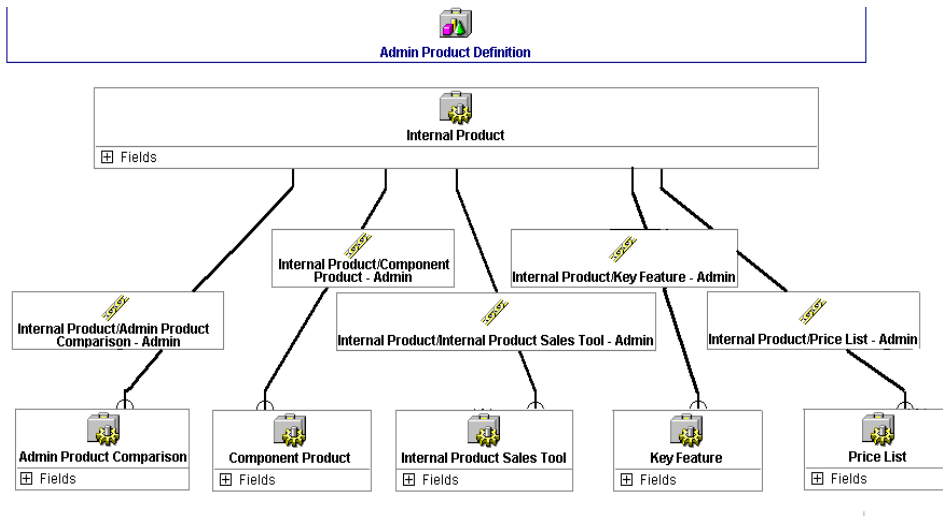 Admin Product Definition
Internal Product
Fields
Internal Product/Component
Product - Admin
Internal Product/Key Feature - Admin
Internal Product/Admin Product
Comparison - Admin
Internal Product/Internal Product Sales Tool - Admin
Internal Product/Price List - Admin
Admin Product Comparison
Fields
Component Product
Fields
Internal Product Sales Tool
Fields
Key Feature
Fields
Price List
Fields